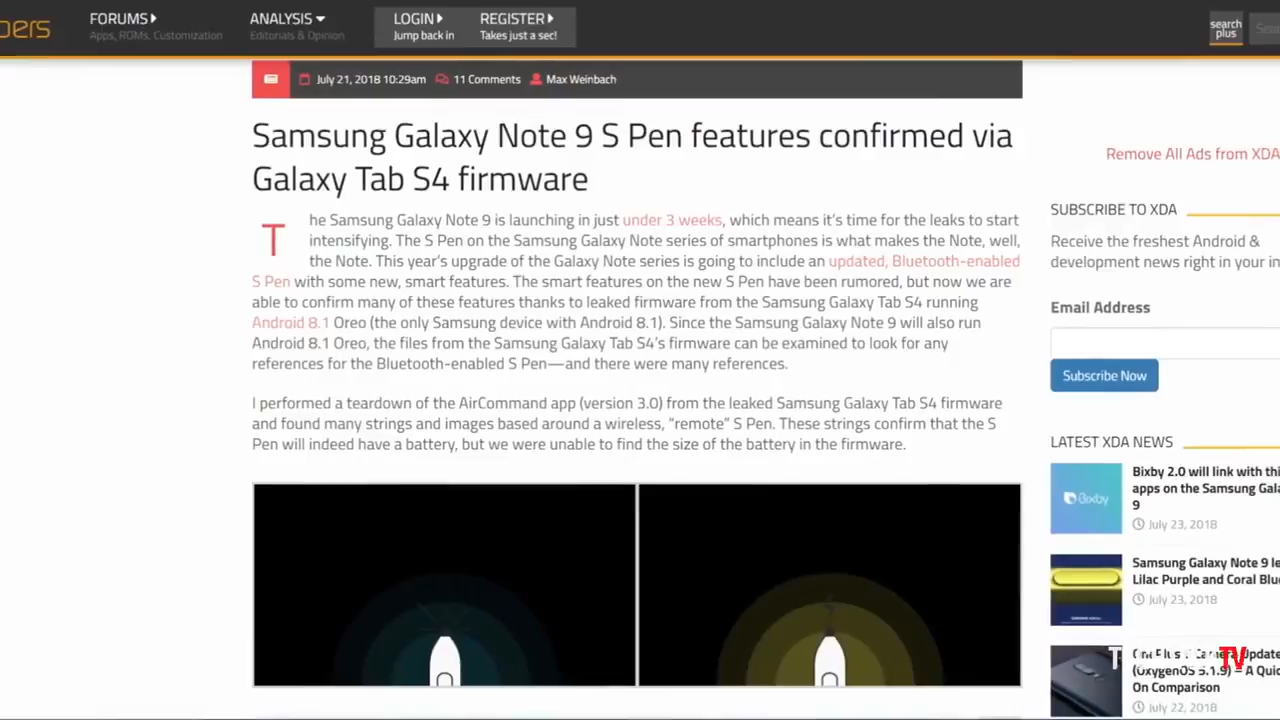 FORUMS
Apps, ROMs, Customization
ANALYSIS
Editorials & Opinion
LOGIN
Jump back in
REGISTER
Takes just a sec!
search
plus
July 21, 2018 10:29am 11 Comments Max Weinbach
Samsung Galaxy Note 9 S Pen features confirmed via
Galaxy Tab S4 firmware
The Samsung Galaxy Note 9 is launching in just under 3 weeks, which means it's time for the leaks to start
intensifying. The S Pen on the Samsung Galaxy Note series of smartphones is what makes the Note, well,
the Note. This year's upgrade of the Galaxy Note series is going to include an updated, Bluetooth-enabled
S Pen with some new, smart features. The smart features on the new S Pen have been rumored, but now we are
able to confirm many of these features thanks to leaked firmware from the Samsung Galaxy Tab S4 running
Android 8.1 Oreo (the only Samsung device with Android 8.1). Since the Samsung Galaxy Note 9 will also run
Android 8.1 Oreo, the files from the Samsung Galaxy Tab S4's firmware can be examined to look for any
references for the Bluetooth-enabled S Pen—and there were many references.
I performed a teardown of the AirCommand app (version 3.0) from the leaked Samsung Galaxy Tab S4 firmware
and found many strings and images based around a wireless, “remote” S Pen. These strings confirm that the S
Pen will indeed have a battery, but we were unable to find the size of the battery in the firmware.
Remove All Ads from XDA
SUBSCRIBE TO XDA
Receive the freshest Android &
development news right in your
Email Address
Subscribe Now
LATEST XDA NEWS
Bixby
Bixby 2.0 will link with
apps on the Samsung
9
July 23, 2018
Samsung Galaxy Note 9
Lilac Purple and Coral
July 23, 2018
Update
(OxygenOS 5.1.9) – A
On Comparison
July 22, 2018
TV